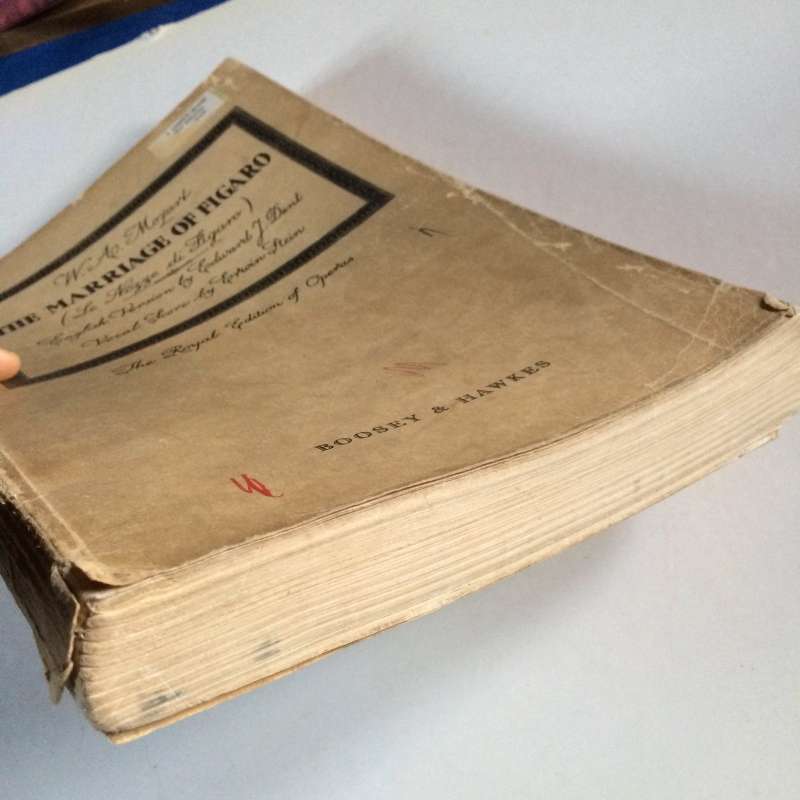 W. A. Mozart
THE MARRIAGE OF FIGARO
(Le Nozze di Figaro)
English Version by Edward J. Dent
Vocal Score by Erwin Stein
The Royal Edition of Operas
BOOSEY & HAWKES